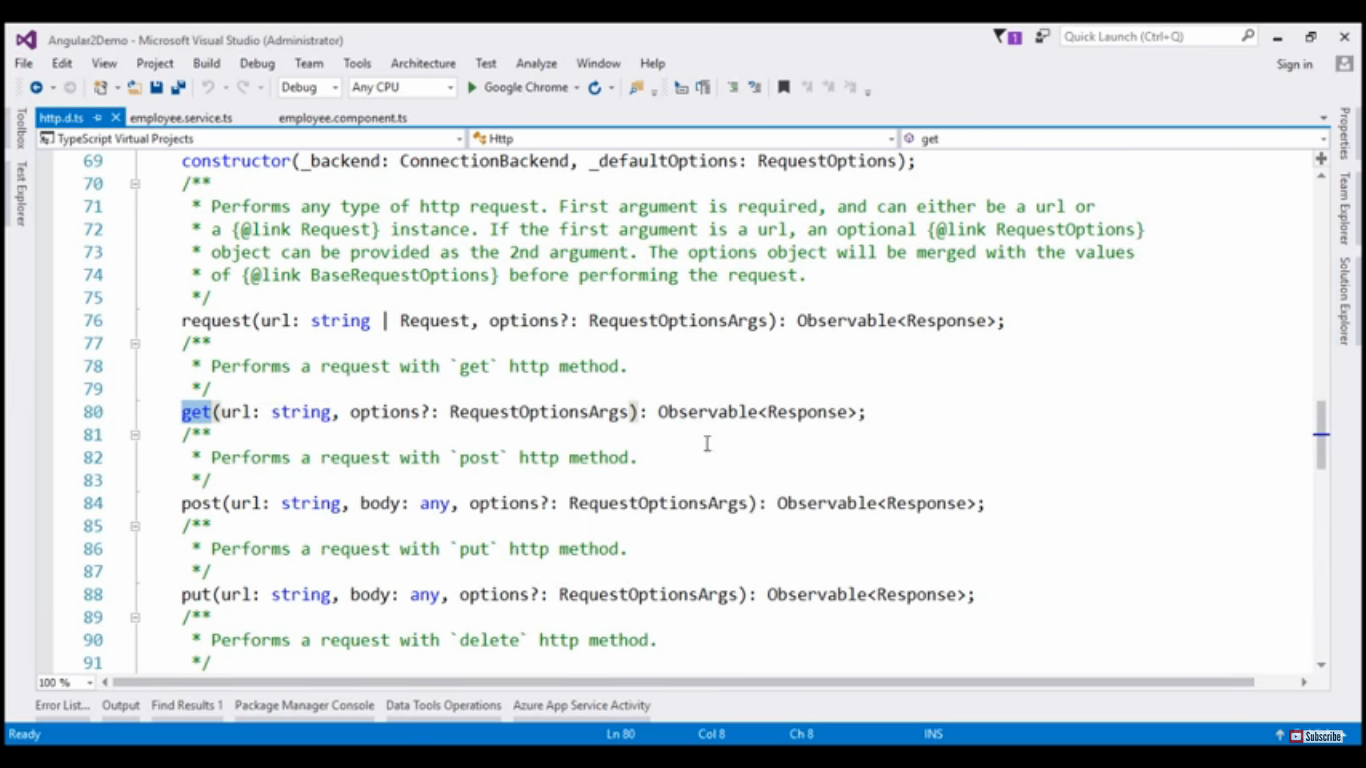 Angular2Demo - Microsoft Visual Studio (Administrator)
1
Quick Launch (Ctrl+Q)
File Edit View Project Build Debug Team Tools Architecture Test Analyze Window Help
Sign in
Debug Any CPU Google Chrome
http.d.ts employee.service.ts employee.component.ts
TypeScript Virtual Projects Http get
Toolbox
Test Explorer
69 constructor(_backend: ConnectionBackend, _defaultOptions: RequestOptions);
70 /**
71 * Performs any type of http request. First argument is required, and can either be a url or
72 * a {@link Request} instance. If the first argument is a url, an optional {@link RequestOptions}
73 * object can be provided as the 2nd argument. The options object will be merged with the values
74 * of {@link BaseRequestOptions} before performing the request.
75 */
76 request(url: string | Request, options?: RequestOptionsArgs): Observable<Response>;
77 /**
78 * Performs a request with `get` http method.
79 */
80 get(url: string, options?: RequestOptionsArgs): Observable<Response>;
81 /**
82 * Performs a request with `post` http method.
83 */
84 post(url: string, body: any, options?: RequestOptionsArgs): Observable<Response>;
85 /**
86 * Performs a request with `put` http method.
87 */
88 put(url: string, body: any, options?: RequestOptionsArgs): Observable<Response>;
89 /**
90 * Performs a request with `delete` http method.
91 */
Properties
Team Explorer
Solution Explorer
100 %
Error List... Output Find Results 1 Package Manager Console Data Tools Operations Azure App Service Activity
Ready Ln 80 Col 8 Ch 8 INS
Subscribe